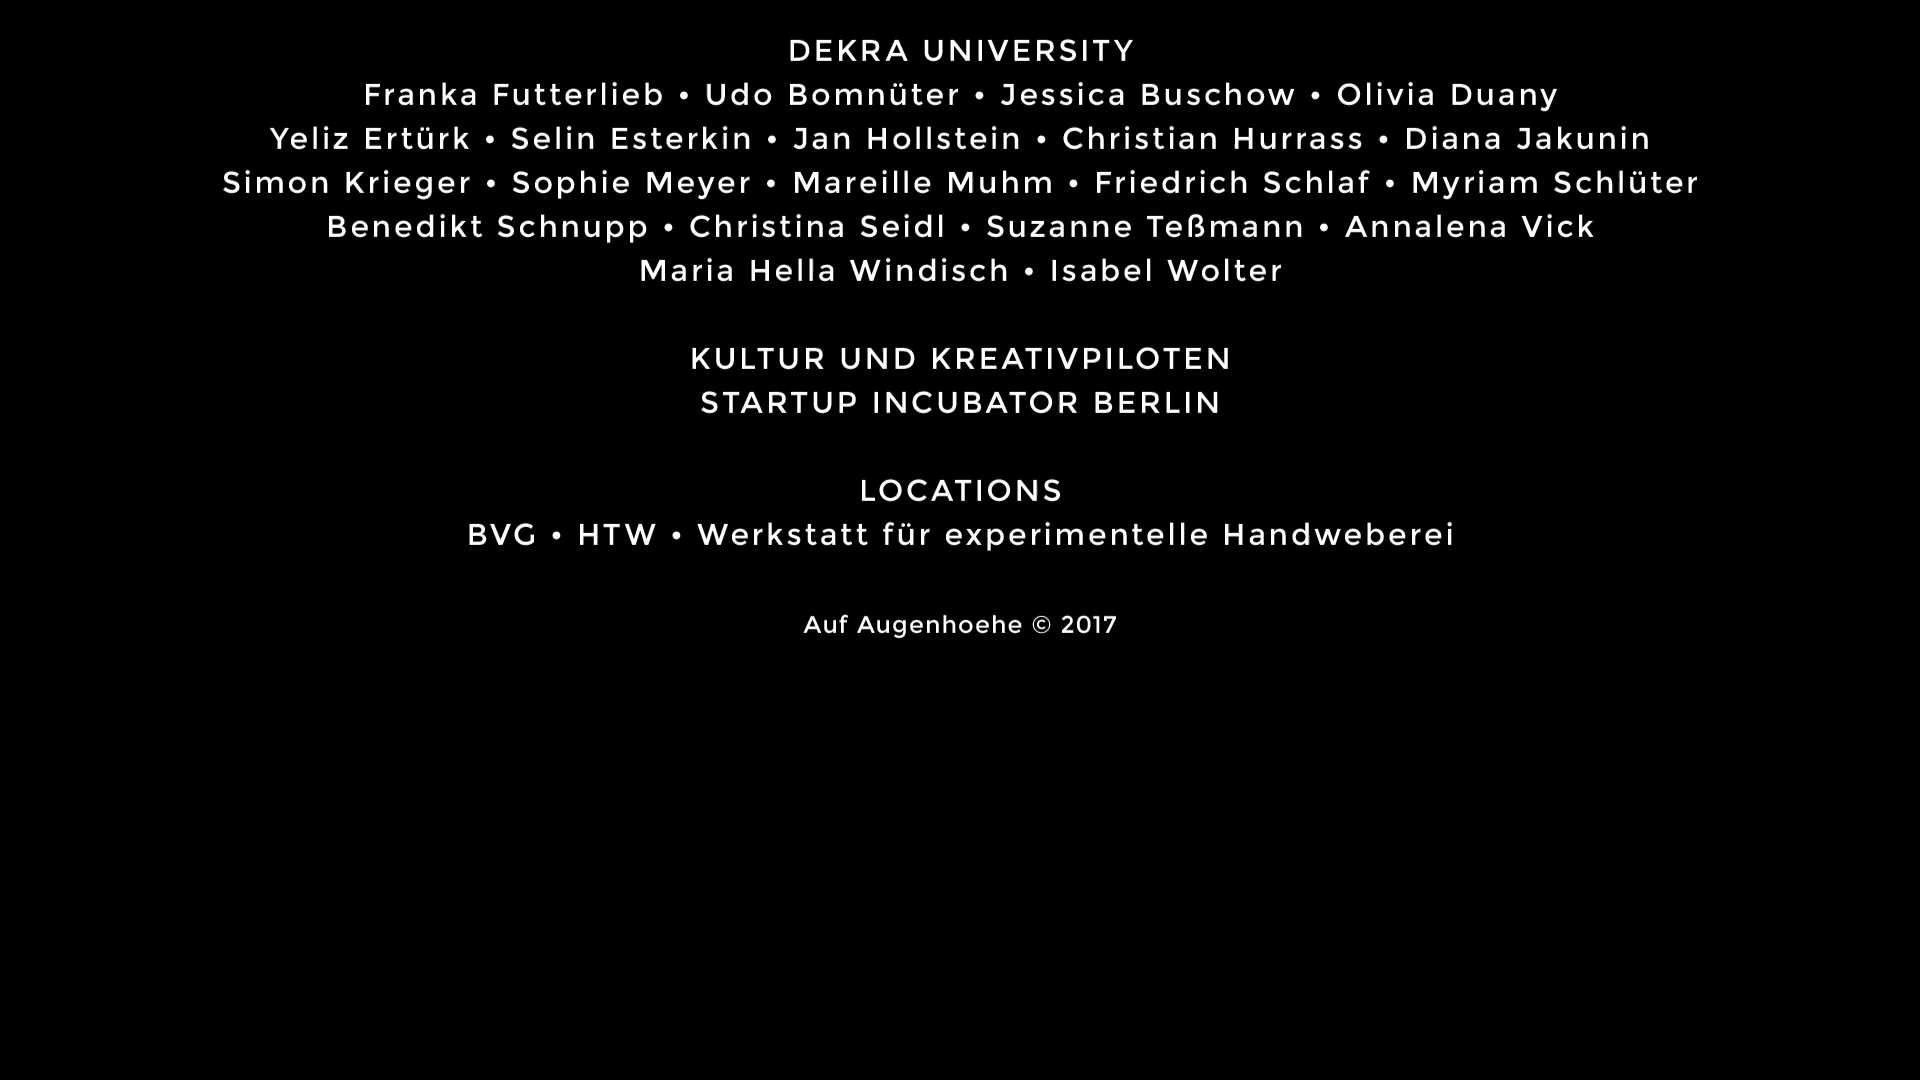 DEKRA UNIVERSITY
Franka Futterlieb • Udo Bomnüter • Jessica Buschow • Olivia Duany
Yeliz Ertürk • Selin Esterkin • Jan Hollstein • Christian Hurrass • Diana Jakunin
Simon Krieger • Sophie Meyer • Mareille Muhm • Friedrich Schlaf • Myriam Schlüter
Benedikt Schnupp • Christina Seidl • Suzanne Teßmann • Annalena Vick
Maria Hella Windisch • Isabel Wolter
KULTUR UND KREATIVPILOTEN
STARTUP INCUBATOR BERLIN
LOCATIONS
BVG • HTW • Werkstatt für experimentelle Handweberei
Auf Augenhoehe © 2017